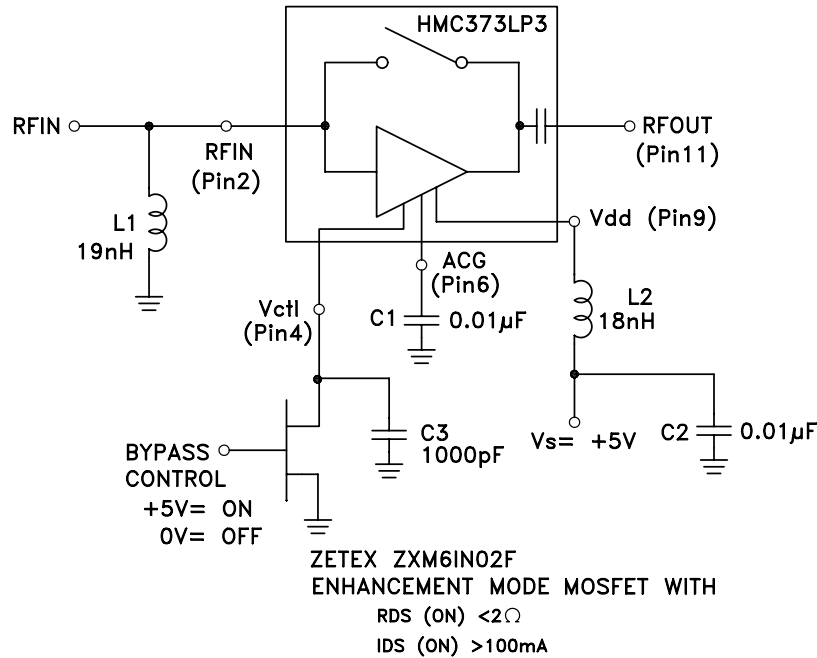 HMC373LP3
RFIN
RFIN
(Pin2)
RFOUT
(Pin11)
L1
19nH
Vdd (Pin9)
ACG
(Pin6)
Vctl
(Pin4)
C1
0.01µF
L2
18nH
C3
1000pF
Vs= +5V
C2
0.01µF
BYPASS
CONTROL
+5V= ON
0V= OFF
ZETEX ZXM6IN02F
ENHANCEMENT MODE MOSFET WITH
RDS (ON) <2Ω
IDS (ON) >100mA